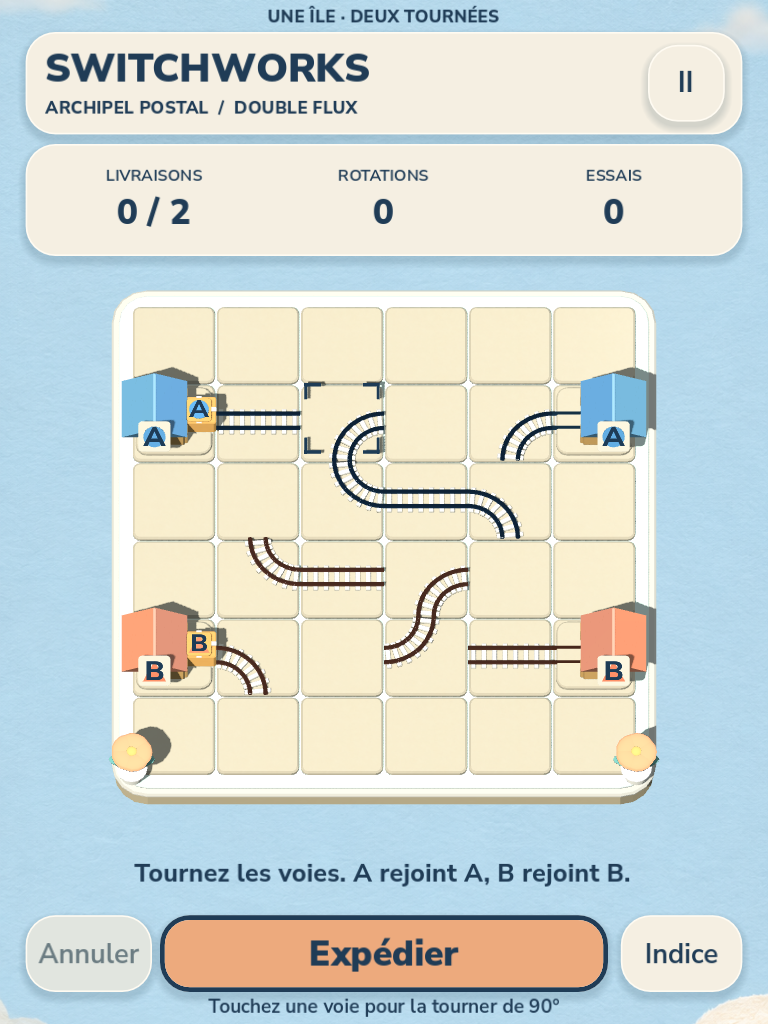 UNE ÎLE · DEUX TOURNÉES
SWITCHWORKS
ARCHIPEL POSTAL / DOUBLE FLUX
II
LIVRAISONS ROTATIONS ESSAIS
0 / 2 0 0
A
A A
B
B B
Tournez les voies. A rejoint A, B rejoint B.
Annuler Expédier Indice
Touchez une voie pour la tourner de 90°